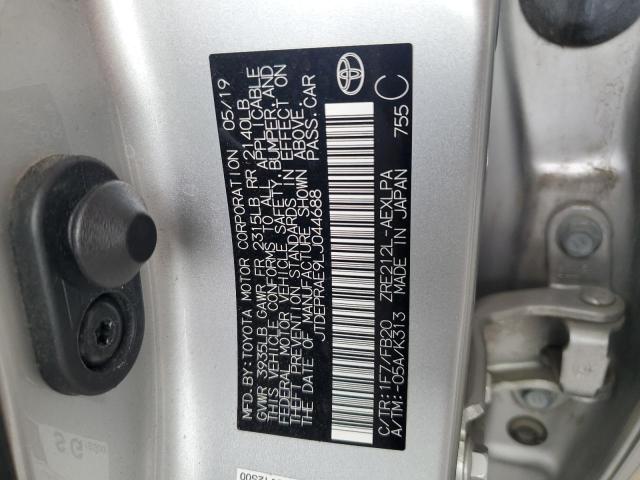 MFD.BY:TOYOTA MOTOR CORPORATION 05/19
GVWR 3935LB GAWR FR 2315LB RR 2140LB
THIS VEHICLE CONFORMS TO ALL APPLICABLE
FEDERAL MOTOR VEHICLE SAFETY, BUMPER, AND
THEFT PREVENTION STANDARDS IN EFFECT ON
THE DATE OF MANUFACTURE SHOWN ABOVE.
JTDEPRAE9LJ044688 PASS.CAR
C/TR:1F7/FB20 ZRE212L-AEXLPA 755 C
A/TM:-05A/K313 MADE IN JAPAN
SG